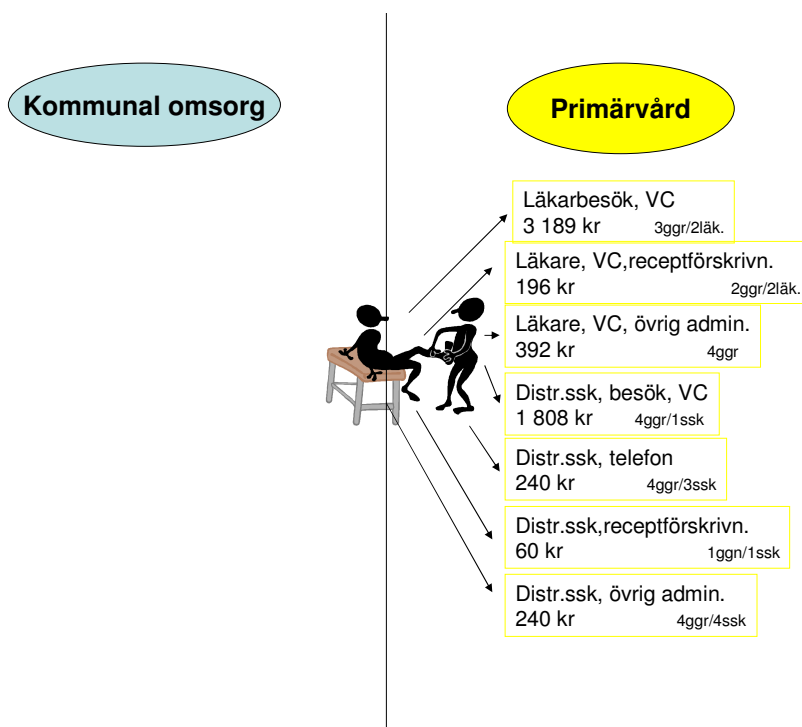 Kommunal omsorg
Primärvård
Läkarbesök, VC
3 189 kr 3ggr/2läk.
Läkare, VC,receptförskrivn.
196 kr 2ggr/2läk.
Läkare, VC, övrig admin.
392 kr 4ggr
Distr.ssk, besök, VC
1 808 kr 4ggr/1ssk
Distr.ssk, telefon
240 kr 4ggr/3ssk
Distr.ssk,receptförskrivn.
60 kr 1ggn/1ssk
Distr.ssk, övrig admin.
240 kr 4ggr/4ssk